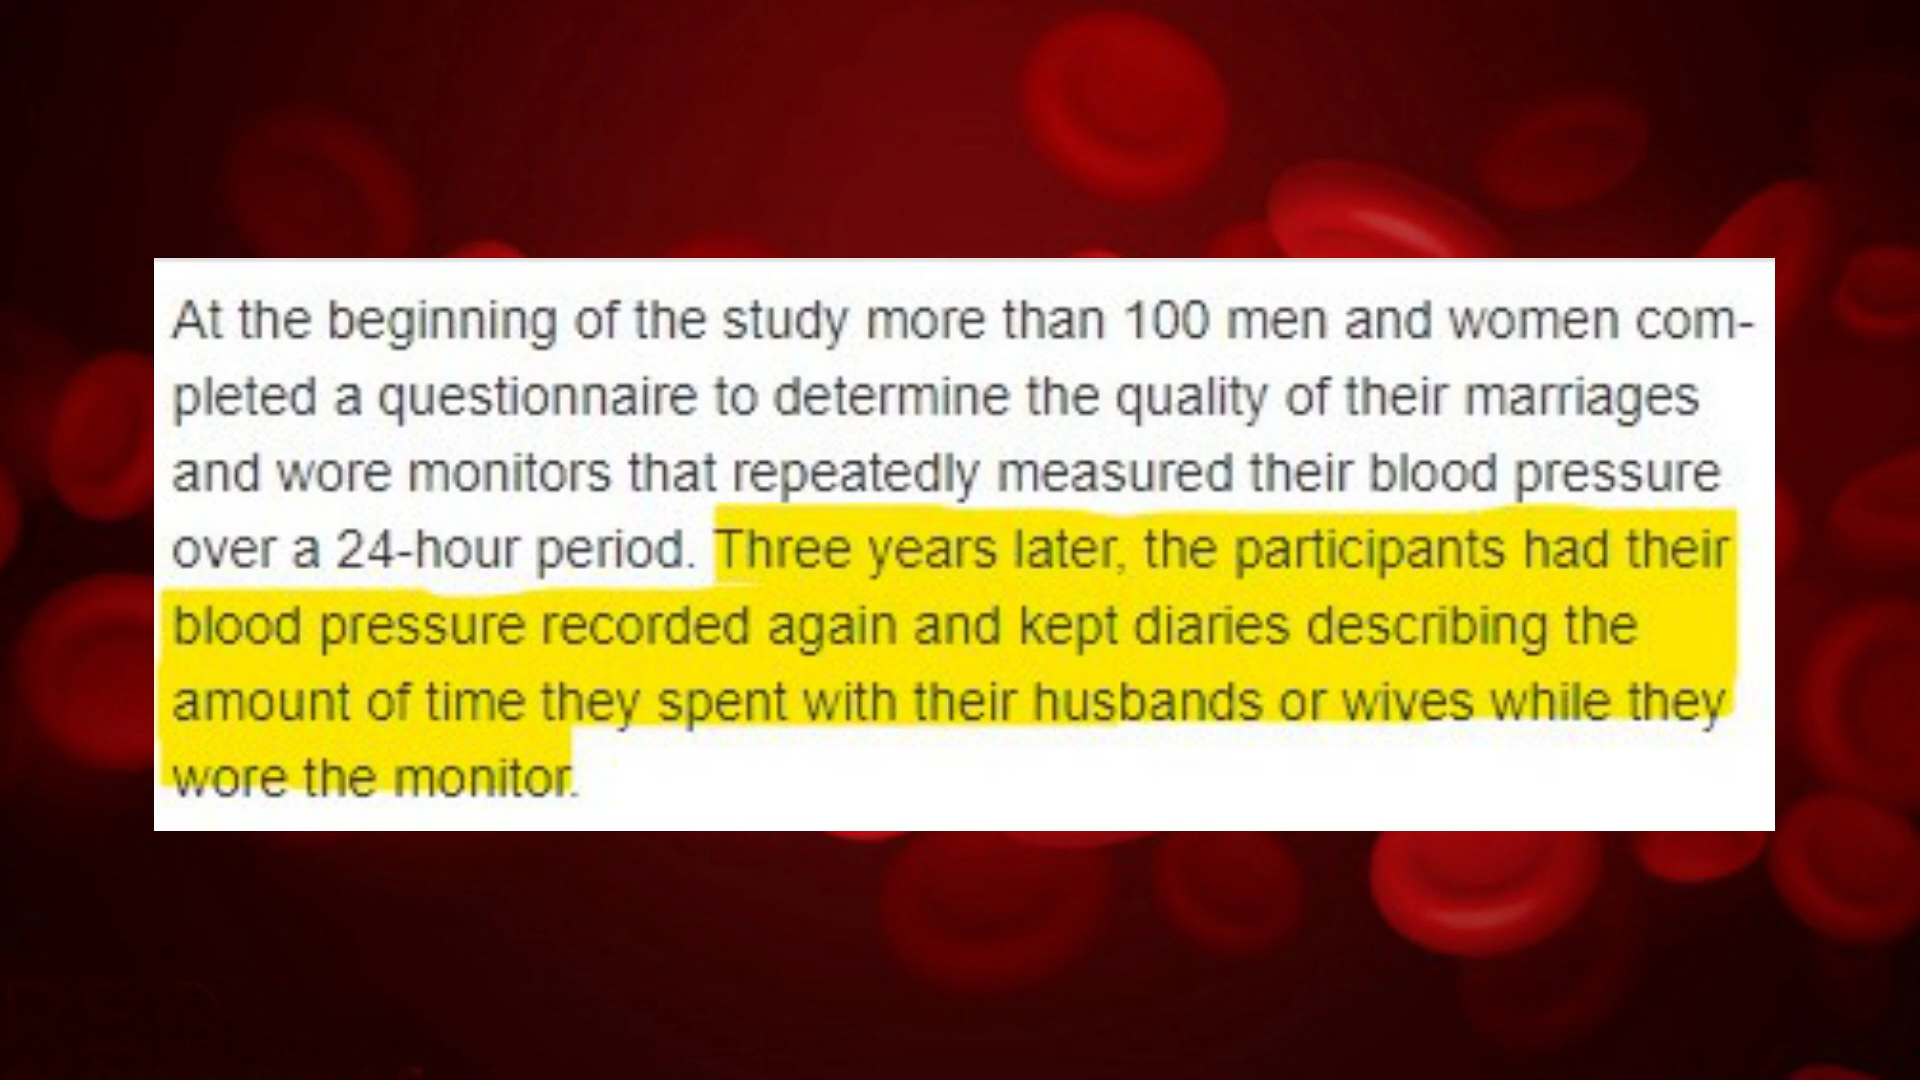 At the beginning of the study more than 100 men and women com-
pleted a questionnaire to determine the quality of their marriages
and wore monitors that repeatedly measured their blood pressure
over a 24-hour period. Three years later, the participants had their
blood pressure recorded again and kept diaries describing the
amount of time they spent with their husbands or wives while they
wore the monitor.